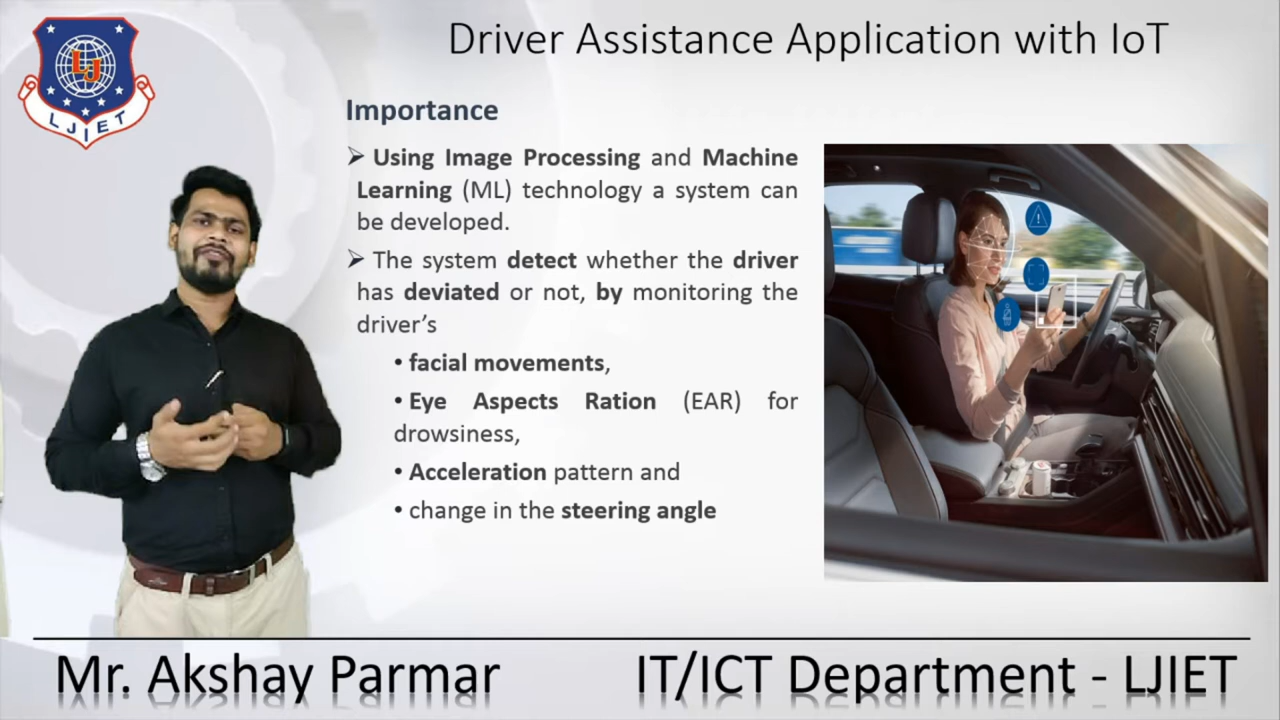 Driver Assistance Application with IoT
LJ
LJIET
Importance
➢ Using Image Processing and Machine
Learning (ML) technology a system can
be developed.
➢ The system detect whether the driver
has deviated or not, by monitoring the
driver’s
• facial movements,
• Eye Aspects Ration (EAR) for
drowsiness,
• Acceleration pattern and
• change in the steering angle
Mr. Akshay Parmar
IT/ICT Department - LJIET